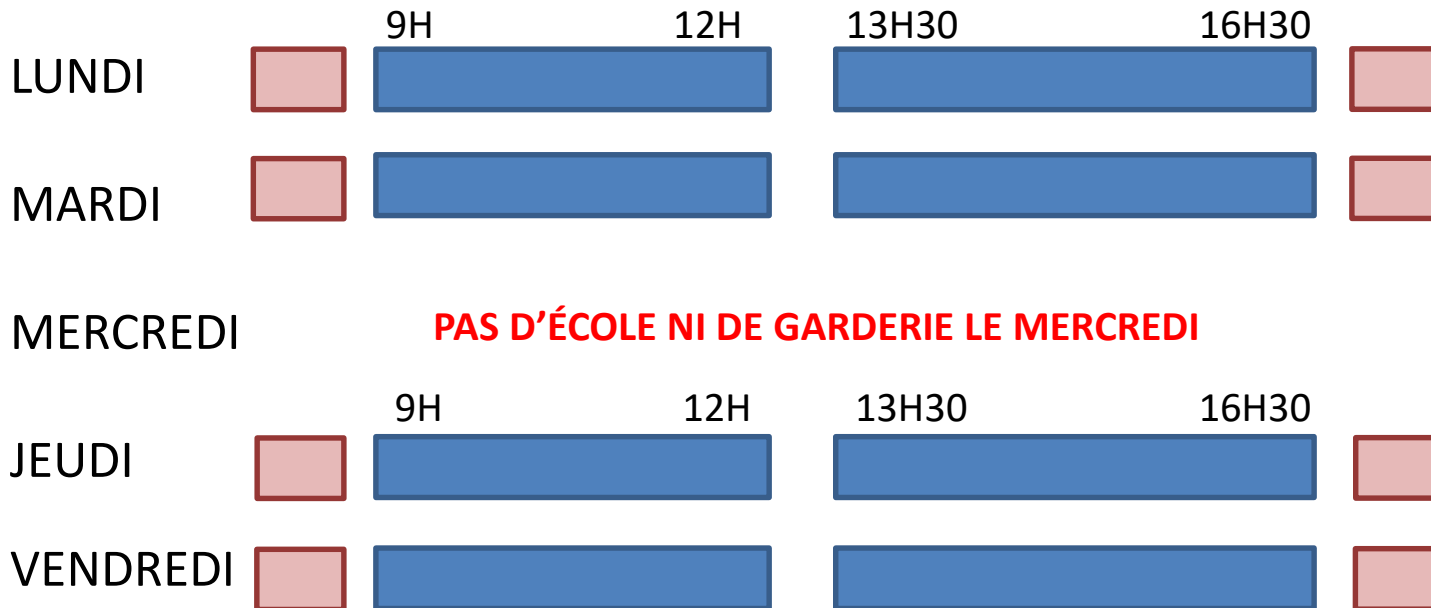 9H 12H 13H30 16H30
LUNDI
MARDI
MERCREDI PAS D’ÉCOLE NI DE GARDERIE LE MERCREDI
9H 12H 13H30 16H30
JEUDI
VENDREDI